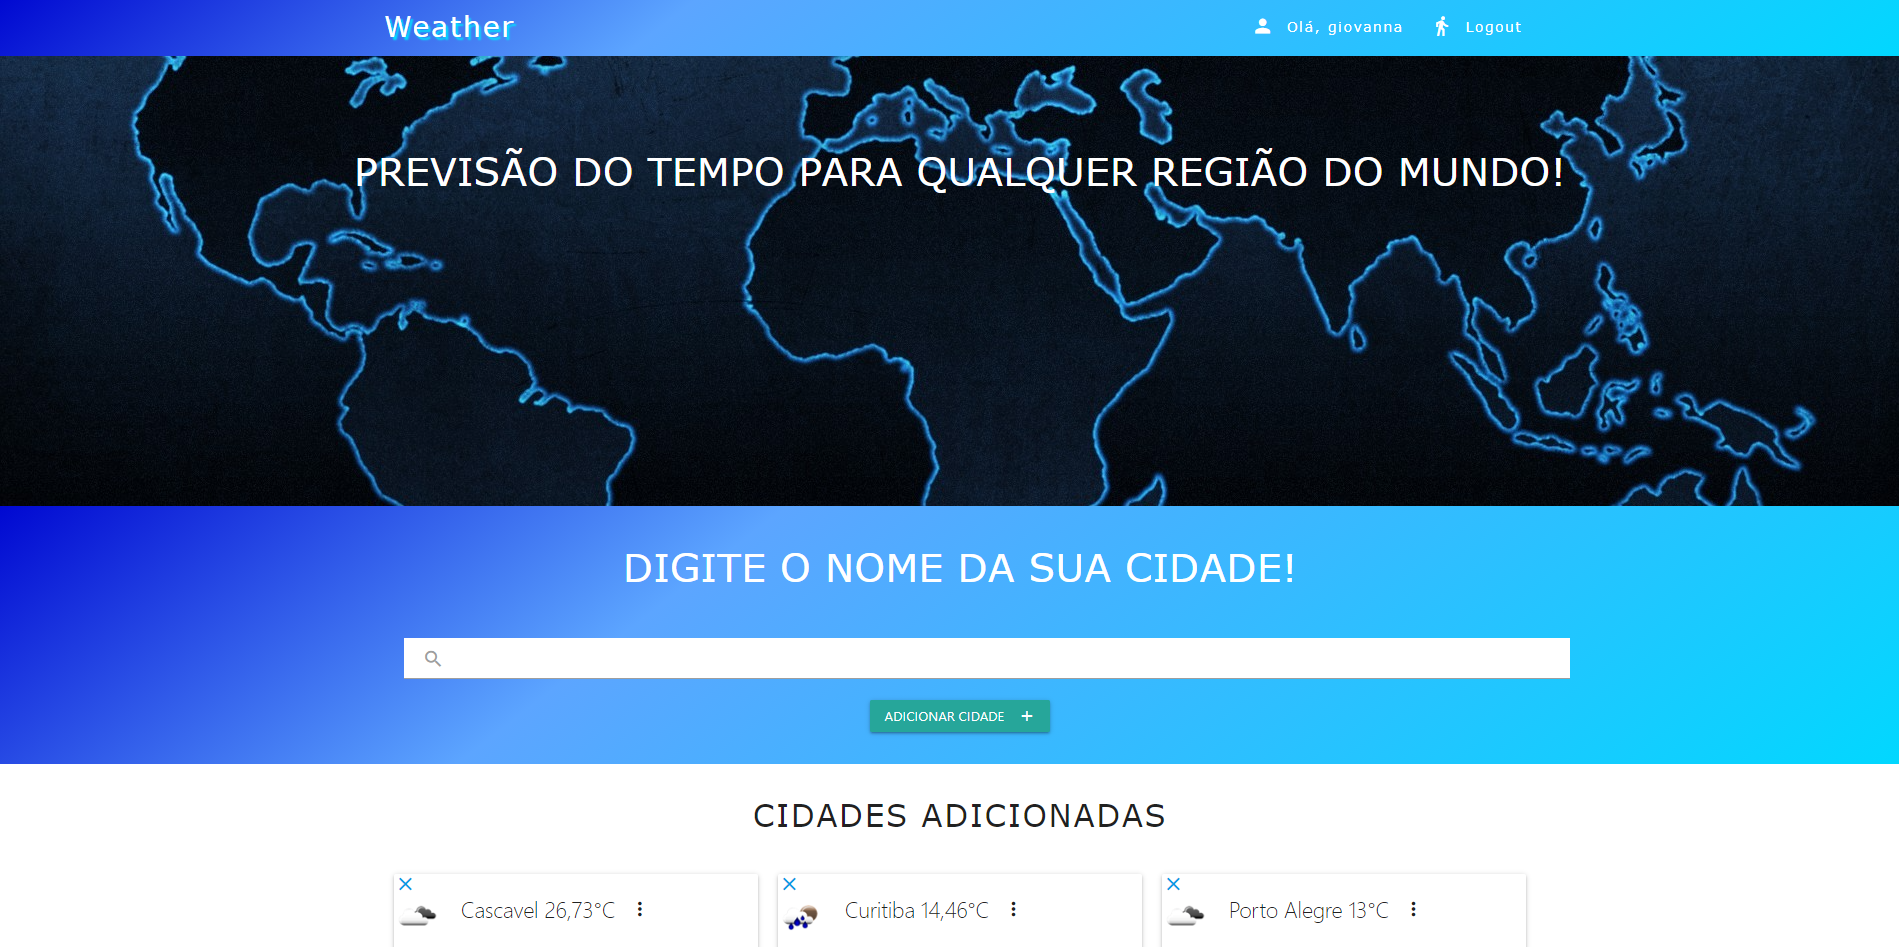 Weather
Olá, giovanna
Logout
PREVISÃO DO TEMPO PARA QUALQUER REGIÃO DO MUNDO!
DIGITE O NOME DA SUA CIDADE!
ADICIONAR CIDADE +
CIDADES ADICIONADAS
Cascavel 26,73°C
Curitiba 14,46°C
Porto Alegre 13°C